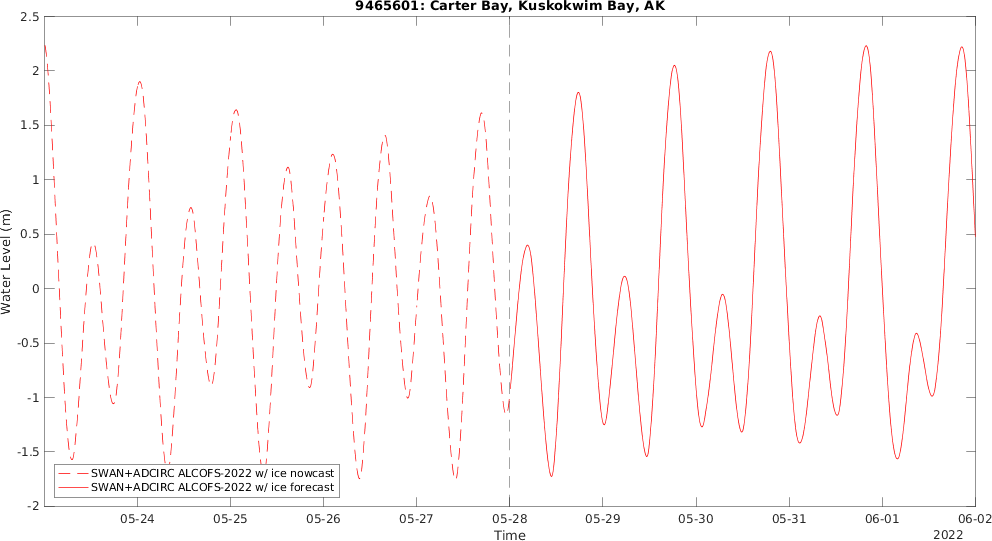 9465601: Carter Bay, Kuskokwim Bay, AK
2.5
2
1.5
1
0.5
0
-0.5
-1
-1.5
-2
Water Level (m)
SWAN+ADCIRC ALCOFS-2022 w/ ice nowcast
SWAN+ADCIRC ALCOFS-2022 w/ ice forecast
05-24 05-25 05-26 05-27 05-28 05-29 05-30 05-31 06-01 06-02
Time
2022